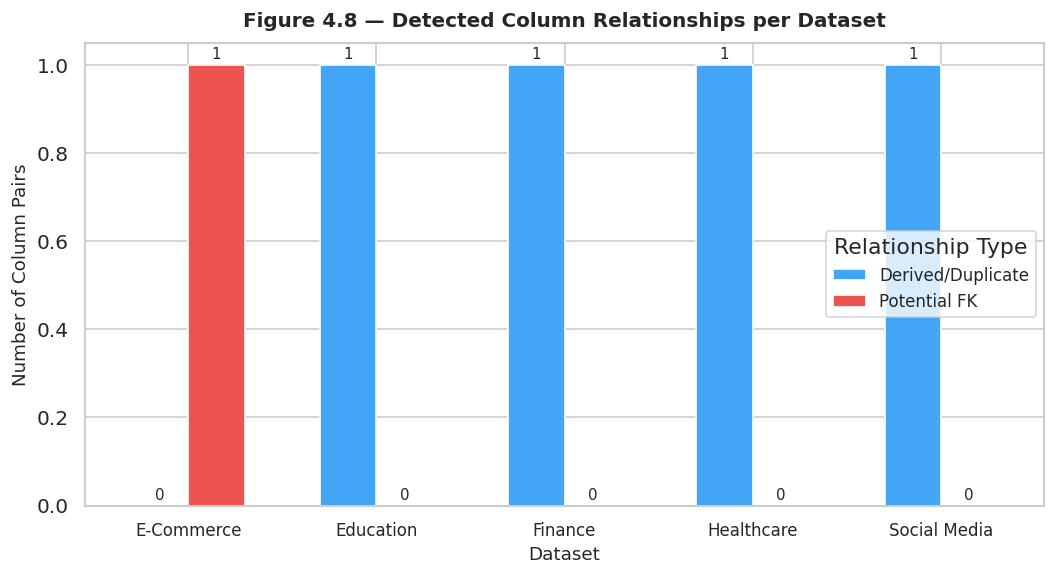 Figure 4.8 — Detected Column Relationships per Dataset
1 1 1 1 1
1.0
0.8
0.6
0.4
0.2
0.0
Number of Column Pairs
Relationship Type
Derived/Duplicate
Potential FK
0 0 0 0 0
E-Commerce Education Finance Healthcare Social Media
Dataset